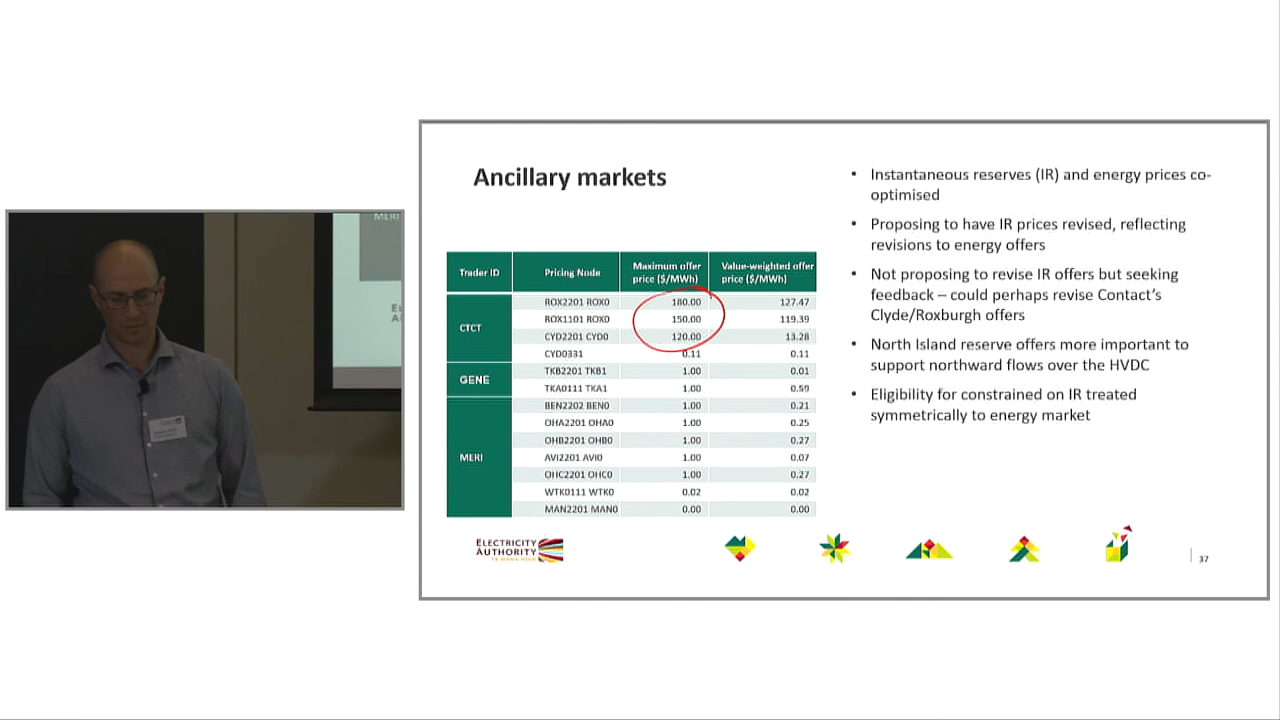 MERI
Ancillary markets
Trader ID
Pricing Node
Maximum offer
price ($/MWh)
Value-weighted offer
price ($/MWh)
CTCT
ROX2201 ROX0 180.00 127.47
ROX1101 ROX0 150.00 119.39
CYD2201 CYD0 120.00 13.28
CYD0331 0.11 0.11
GENE
TKB2201 TKB1 1.00 0.01
TKA0111 TKA1 1.00 0.59
MERI
BEN2202 BEN0 1.00 0.21
OHA2201 OHA0 1.00 0.25
OHB2201 OHB0 1.00 0.27
AVI2201 AVI0 1.00 0.07
OHC2201 OHC0 1.00 0.27
WTK0111 WTK0 0.02 0.02
MAN2201 MAN0 0.00 0.00
• Instantaneous reserves (IR) and energy prices co-
optimised
• Proposing to have IR prices revised, reflecting
revisions to energy offers
• Not proposing to revise IR offers but seeking
feedback – could perhaps revise Contact's
Clyde/Roxburgh offers
• North Island reserve offers more important to
support northward flows over the HVDC
• Eligibility for constrained on IR treated
symmetrically to energy market
ELECTRICITY
AUTHORITY
TE MANA HIKO
37